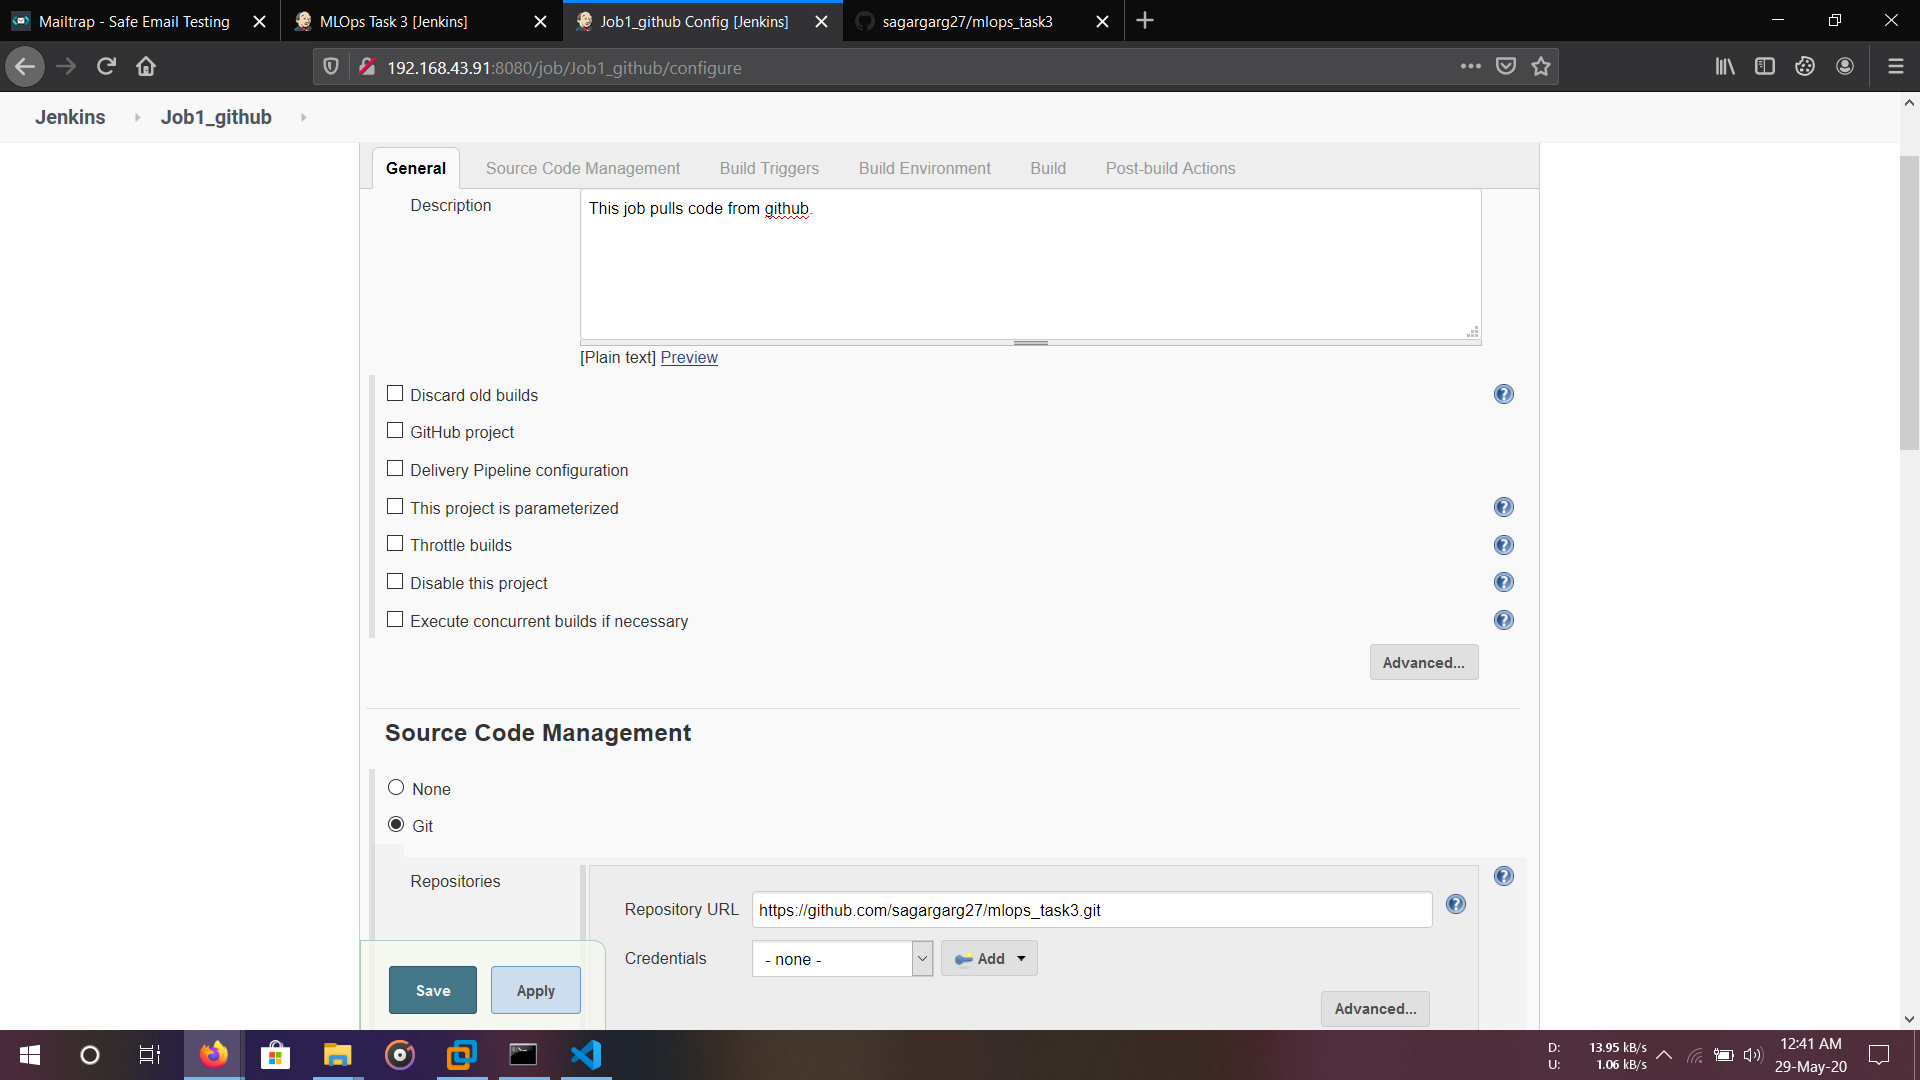 Mailtrap - Safe Email Testing
MLOps Task 3 [Jenkins]
Job1_github Config [Jenkins]
sagargarg27/mlops_task3
192.168.43.91:8080/job/Job1_github/configure
Jenkins
Job1_github
General
Source Code Management
Build Triggers
Build Environment
Build
Post-build Actions
Description
This job pulls code from github.
[Plain text] Preview
Discard old builds
GitHub project
Delivery Pipeline configuration
This project is parameterized
Throttle builds
Disable this project
Execute concurrent builds if necessary
Advanced...
Source Code Management
None
Git
Repositories
Repository URL
https://github.com/sagargarg27/mlops_task3.git
Credentials
- none -
Add
Save
Apply
Advanced...
D: 13.95 kB/s
U: 1.06 kB/s
12:41 AM
29-May-20